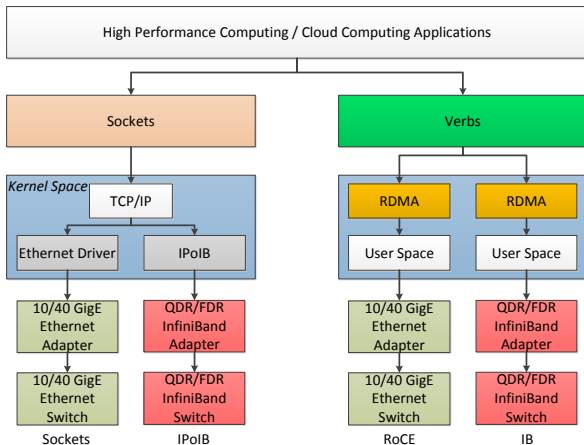 High Performance Computing / Cloud Computing Applications
Sockets
Verbs
Kernel Space
TCP/IP
RDMA
RDMA
Ethernet Driver
IPoIB
User Space
User Space
10/40 GigE
Ethernet
Adapter
QDR/FDR
InfiniBand
Adapter
10/40 GigE
Ethernet
Adapter
QDR/FDR
InfiniBand
Adapter
10/40 GigE
Ethernet
Switch
QDR/FDR
InfiniBand
Switch
10/40 GigE
Ethernet
Switch
QDR/FDR
InfiniBand
Switch
Sockets
IPoIB
RoCE
IB